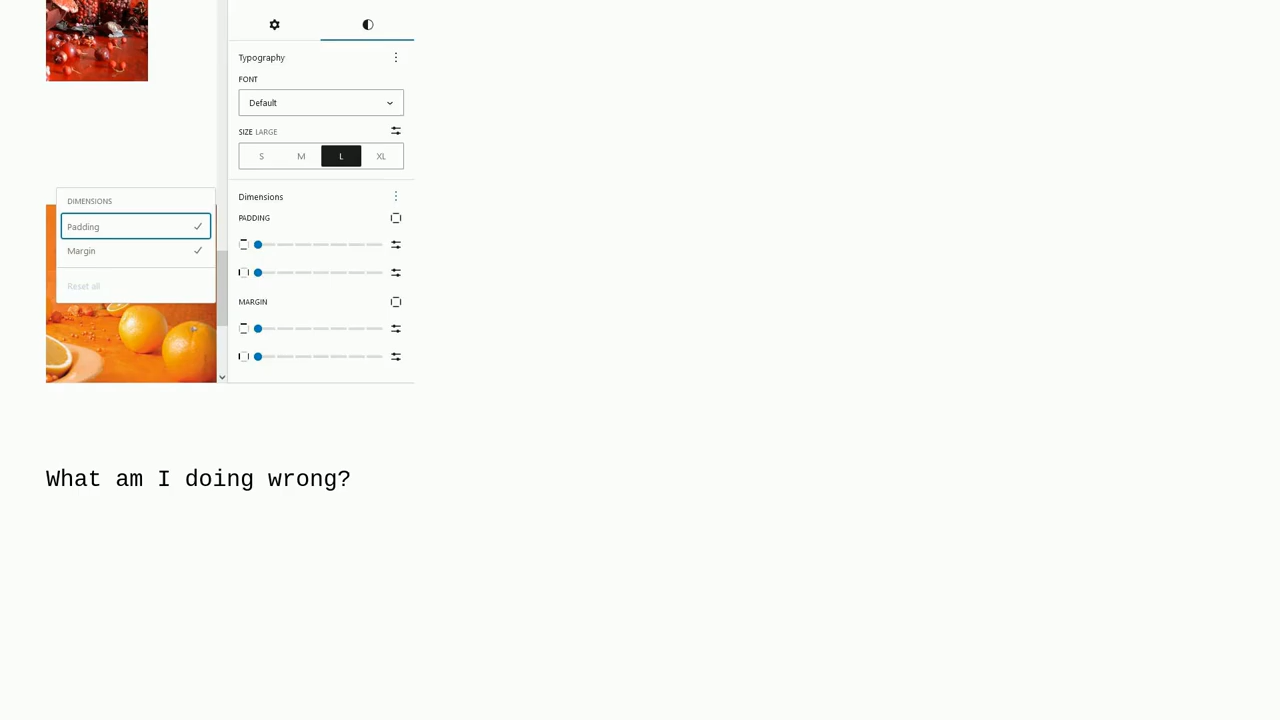 Typography
FONT
Default
SIZE LARGE
S M L XL
DIMENSIONS
Padding
Margin
Reset all
Dimensions
PADDING
MARGIN
What am I doing wrong?